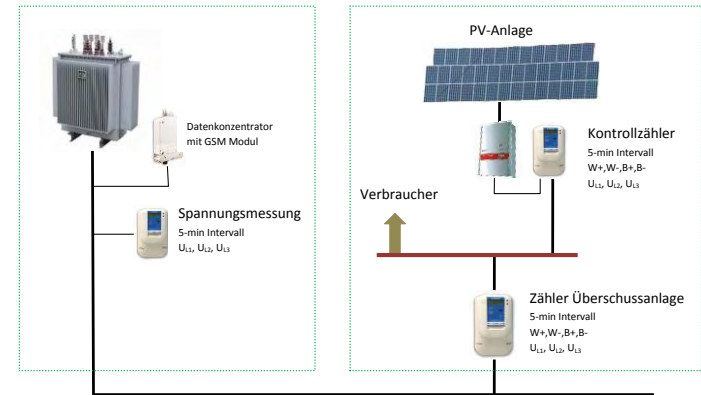 Datenkonzentrator
mit GSM Modul
Spannungsmessung
5-min Intervall
UL1, UL2, UL3
PV-Anlage
Kontrollzähler
5-min Intervall
W+,W-,B+,B-
UL1, UL2, UL3
Verbraucher
Zähler Überschussanlage
5-min Intervall
W+,W-,B+,B-
UL1, UL2, UL3